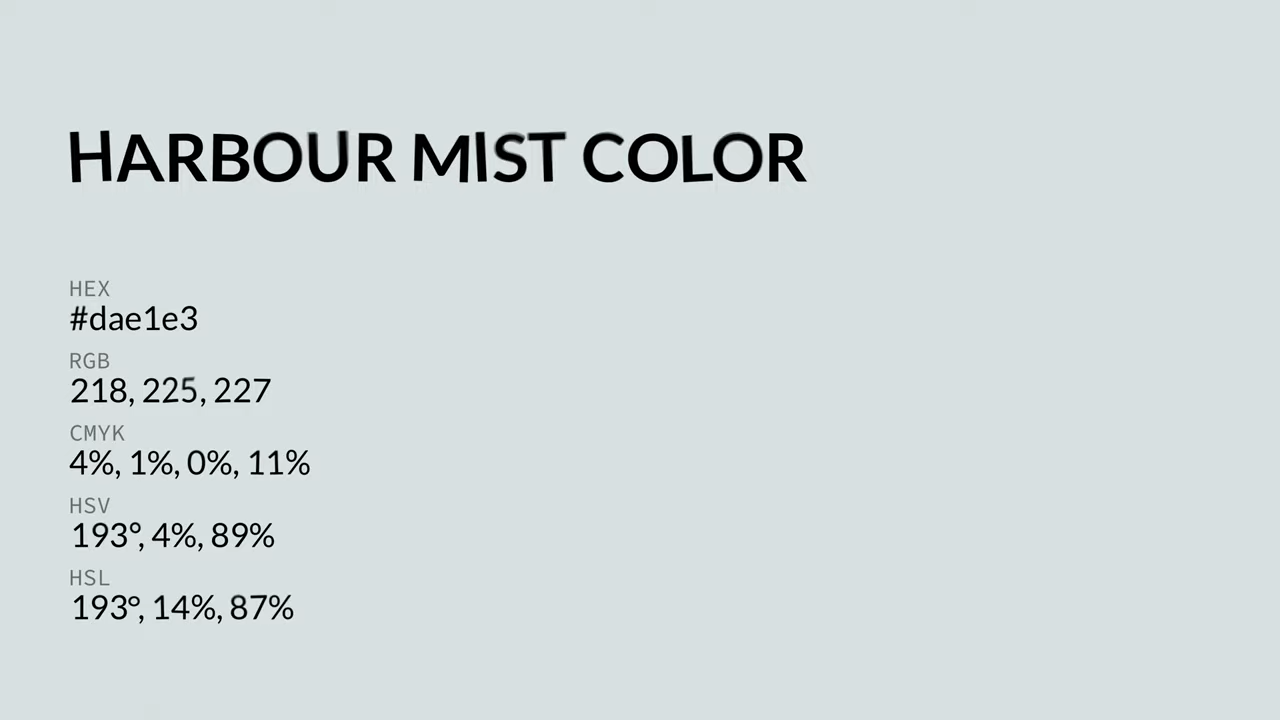 HARBOUR MIST COLOR
HEX
#dae1e3
RGB
218, 225, 227
CMYK
4%, 1%, 0%, 11%
HSV
193°, 4%, 89%
HSL
193°, 14%, 87%